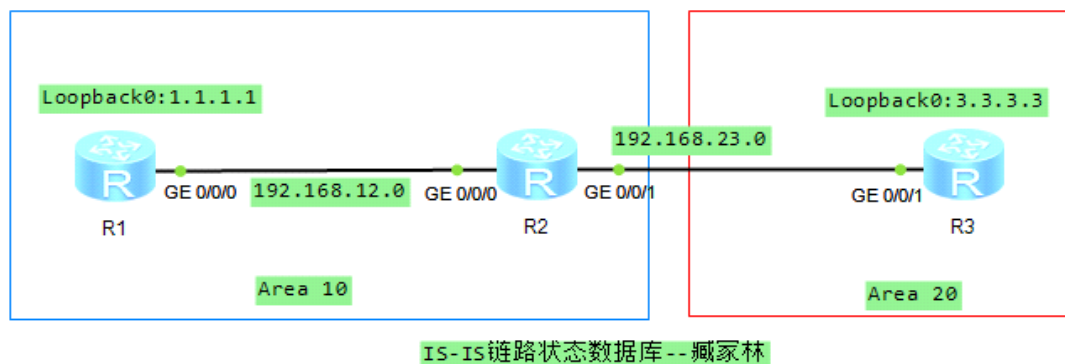 Loopback0:1.1.1.1
Loopback0:3.3.3.3
192.168.23.0
R
R
R
GE 0/0/0
192.168.12.0
GE 0/0/0
GE 0/0/1
GE 0/0/1
R1
R2
R3
Area 10
Area 20
IS-IS链路状态数据库--臧冢林